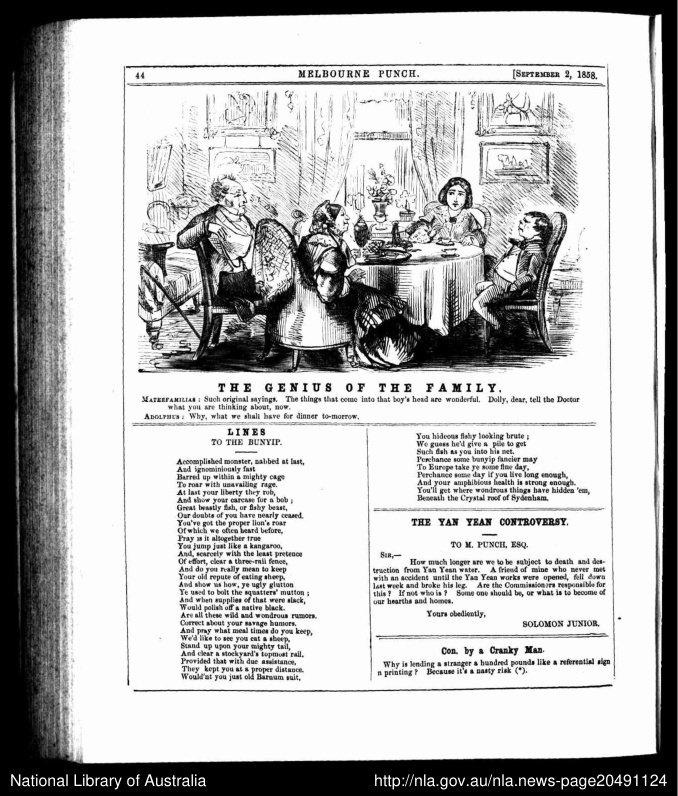 44
MELBOURNE PUNCH.
[SEPTEMBER 2, 1858.
THE GENIUS OF THE FAMILY.
MATERFAMILIAS : Such original sayings. The things that come into that boy's head are wonderful. Dolly, dear, tell the Doctor
what you are thinking about, now.
ADOLPHUS : Why, what we shall have for dinner to-morrow.
LINES
TO THE BUNYIP.
Accomplished monster, nabbed at last,
And ignominiously fast
Barred up within a mighty cage
To roar with unavailing rage.
At last your liberty they rob,
And show your carcase for a bob ;
Great beastly fish, or fishy beast,
Our doubts of you have nearly ceased.
You've got the proper lion's roar
Of which we often heard before,
Pray is it altogether true
You jump just like a kangaroo,
And, scarcely with the least pretence
Of effort, clear a three-rail fence,
And do you really mean to keep
Your old repute of eating sheep,
And show us how, ye ugly glutton
Ye used to bolt the squatters' mutton ;
And when supplies of that were slack,
Would polish off a native black.
Are all these wild and wondrous rumors.
Correct about your savage humors.
And pray what meal times do you keep,
We'd like to see you eat a sheep,
Stand up upon your mighty tail,
And clear a stockyard's topmost rail.
Provided that with due assistance,
They kept you at a proper distance.
Would'nt you just old Barnum suit,
You hideous fishy looking brute ;
We guess he'd give a pile to get
Such fish as you into his net.
Perchance some bunyip fancier may
To Europe take ye some fine day,
Perchance some day if you live long enough,
And your amphibious health is strong enough.
You'll get where wondrous things have hidden 'em,
Beneath the Crystal roof of Sydenham.
THE YAN YEAN CONTROVERSY.
TO M. PUNCH, ESQ.
SIR,—
How much longer are we to be subject to death and des-
truction from Yan Yean water. A friend of mine who never met
with an accident until the Yan Yean works were opened, fell down
last week and broke his leg. Are the Commissioners responsible for
this ? If not who is ? Some one should be, or what is to become of
our hearths and homes.
Yours obediently,
SOLOMON JUNIOR.
Con. by a Cranky Man.
Why is lending a stranger a hundred pounds like a referential sign
n printing ? Because it's a nasty risk (*).
National Library of Australia
http://nla.gov.au/nla.news-page20491124